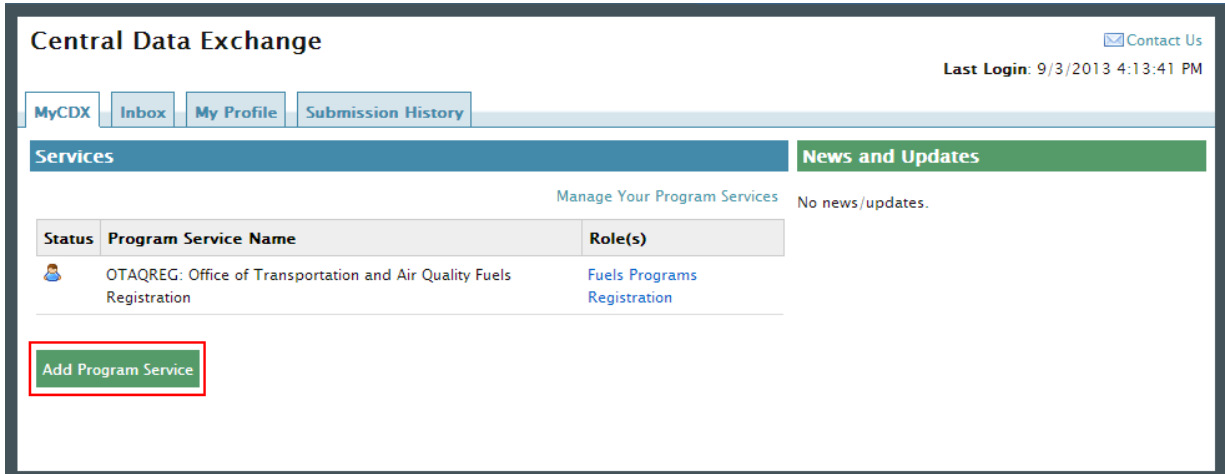 Central Data Exchange
Contact Us
Last Login: 9/3/2013 4:13:41 PM
MyCDX Inbox My Profile Submission History
Services
News and Updates
Manage Your Program Services
No news/updates.
Status Program Service Name Role(s)
OTAQREG: Office of Transportation and Air Quality Fuels
Registration
Fuels Programs
Registration
Add Program Service